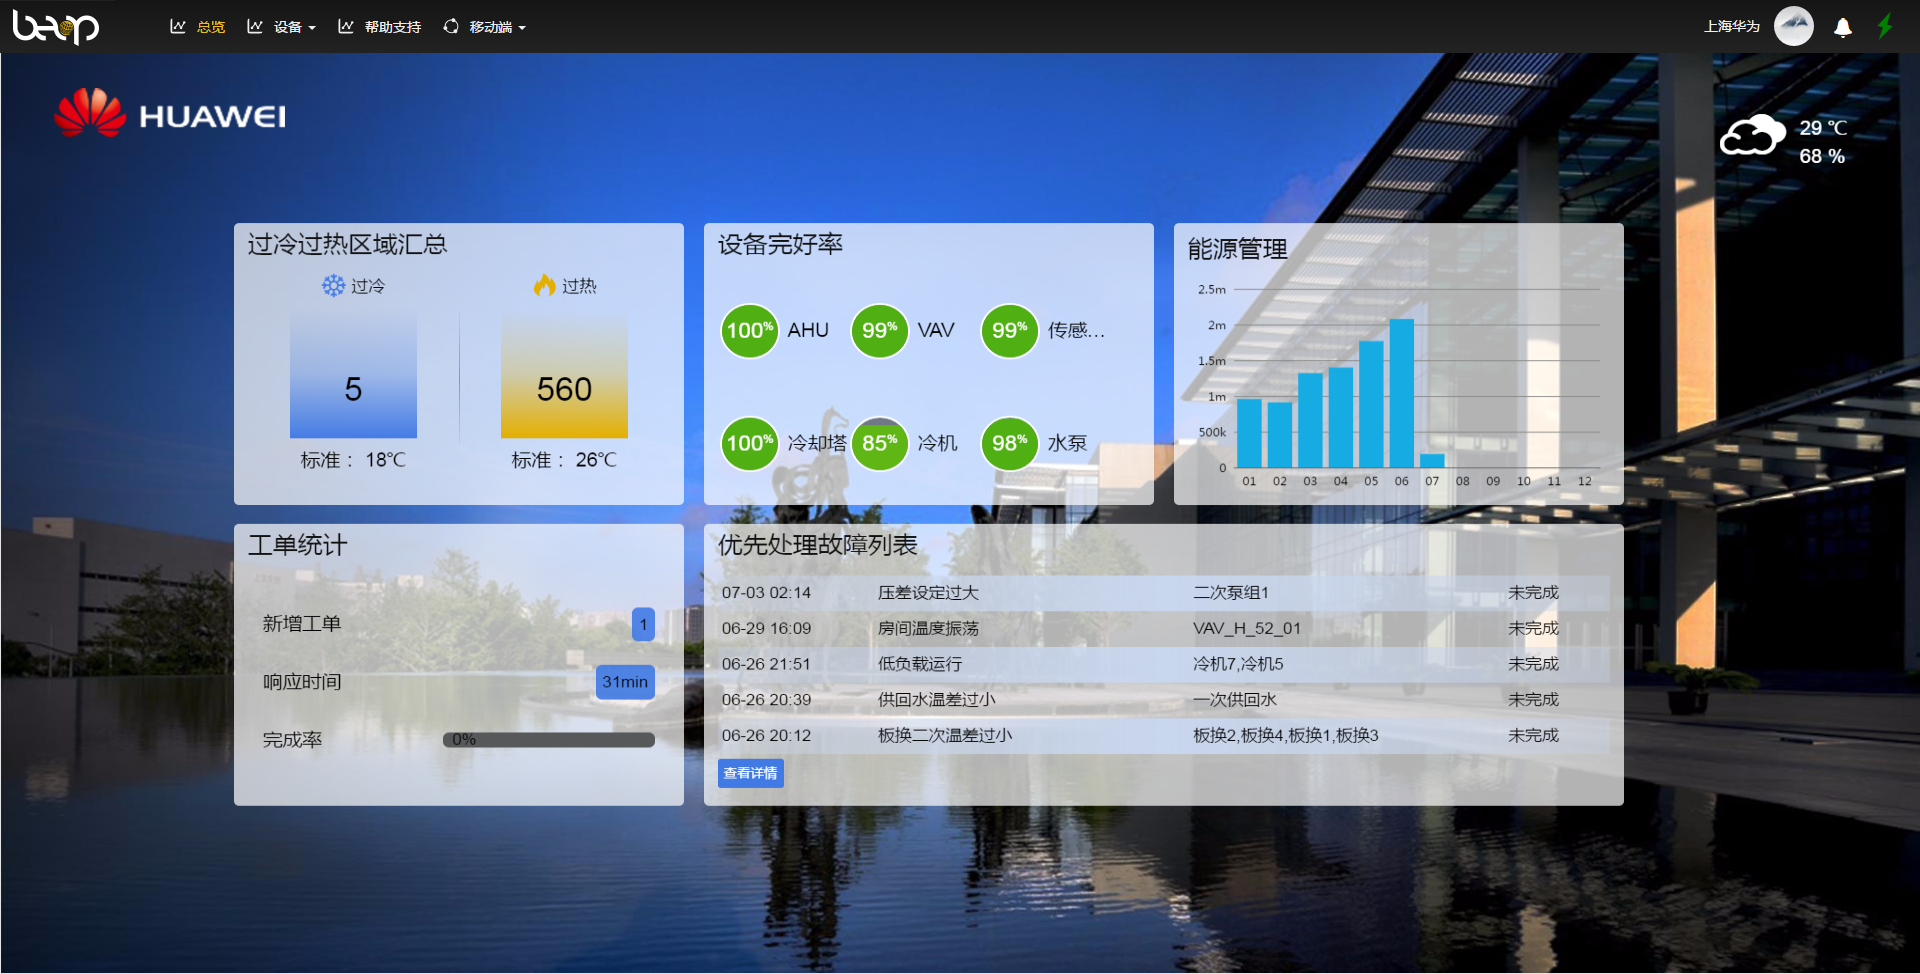 beop
总览 设备 帮助支持 移动端
上海华为
HUAWEI
29 ℃
68 %
过冷过热区域汇总
过冷 过热
5 560
标准： 18℃ 标准： 26℃
设备完好率
100% AHU 99% VAV 99% 传感…
100% 冷却塔 85% 冷机 98% 水泵
能源管理
2.5m
2m
1.5m
1m
500k
0
01 02 03 04 05 06 07 08 09 10 11 12
工单统计
新增工单 1
响应时间 31min
完成率 0%
优先处理故障列表
07-03 02:14 压差设定过大 二次泵组1 未完成
06-29 16:09 房间温度振荡 VAV_H_52_01 未完成
06-26 21:51 低负载运行 冷机7,冷机5 未完成
06-26 20:39 供回水温差过小 一次供回水 未完成
06-26 20:12 板换二次温差过小 板换2,板换4,板换1,板换3 未完成
查看详情